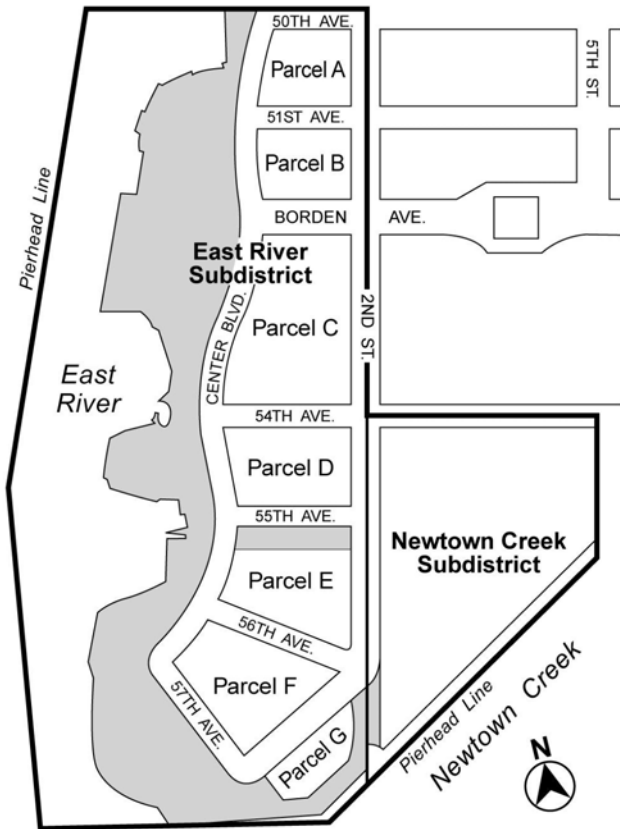 50TH AVE.
Parcel A
5TH ST.
51ST AVE.
Parcel B
Pierhead Line
BORDEN AVE.
East River
Subdistrict
2ND ST.
CENTER BLVD.
Parcel C
East
River
54TH AVE.
Parcel D
55TH AVE.
Newtown Creek
Subdistrict
Parcel E
56TH AVE.
Parcel F
57TH AVE.
Parcel G
Pierhead Line
Newtown Creek
N